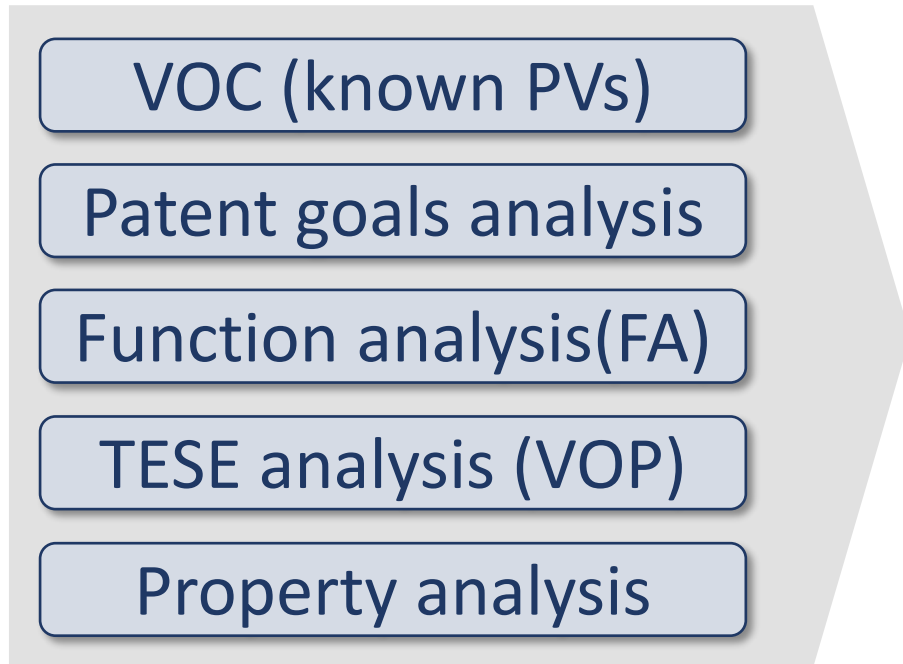 VOC (known PVs)
Patent goals analysis
Function analysis(FA)
TESE analysis (VOP)
Property analysis